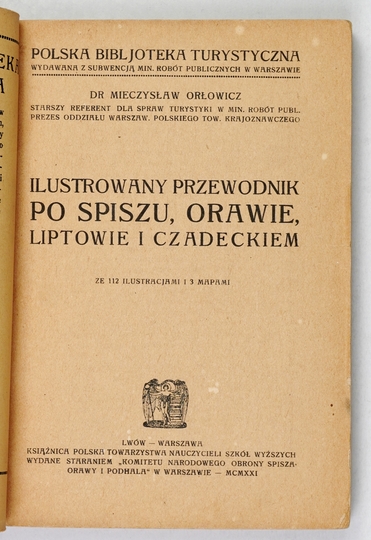 POLSKA BIBLJOTEKA TURYSTYCZNA
WYDAWANA Z SUBWENCJĄ MIN. ROBÓT PUBLICZNYCH W WARSZAWIE
DR MIECZYSŁAW ORŁOWICZ
STARSZY REFERENT DLA SPRAW TURYSTYKI W MIN. ROBÓT PUBL.
PREZES ODDZIAŁU WARSZAW. POLSKIEGO TOW. KRAJOZNAWCZEGO
ILUSTROWANY PRZEWODNIK
PO SPISZU, ORAWIE,
LIPTOWIE I CZADECKIEM
ZE 112 ILUSTRACJAMI I 3 MAPAMI
LWÓW — WARSZAWA
KSIĄŻNICA POLSKA TOWARZYSTWA NAUCZYCIELI SZKÓŁ WYŻSZYCH
WYDANE STARANIEM „KOMITETU NARODOWEGO OBRONY SPISZA-
ORAWY I PODHALA" W WARSZAWIE — MCMXXI